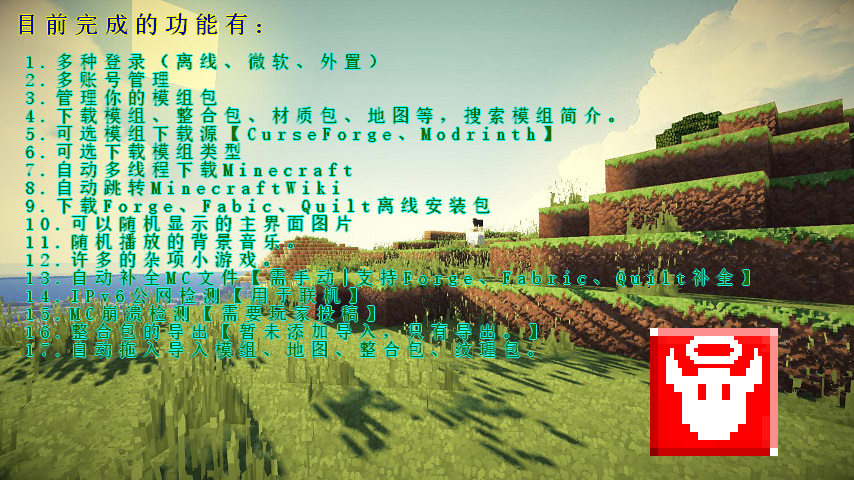 目前完成的功能有：
1. 多种登录（离线、微软、外置）
2. 多账号管理
3. 管理你的模组包
4. 下载模组、整合包、材质包、地图等，搜索模组简介。
5. 可选模组下载源【CurseForge、Modrinth】
6. 可选下载模组类型
7. 自动多线程下载Minecraft
8. 自动跳转MinecraftWiki
9. 下载Forge、Fabic、Quilt离线安装包
10. 可以随机显示的主界面图片
11. 随机播放的背景音乐。
12. 许多的杂项小游戏。
13. 自动补全MC文件【需手动|支持Forge、Fabric、Quilt补全】
14. IPv6公网检测【用于联机】
15. MC崩溃检测【需要玩家投稿】
16. 整合包的导出【暂未添加导入，只有导出。】
17. 自动拖入导入模组、地图、整合包、纹理包。